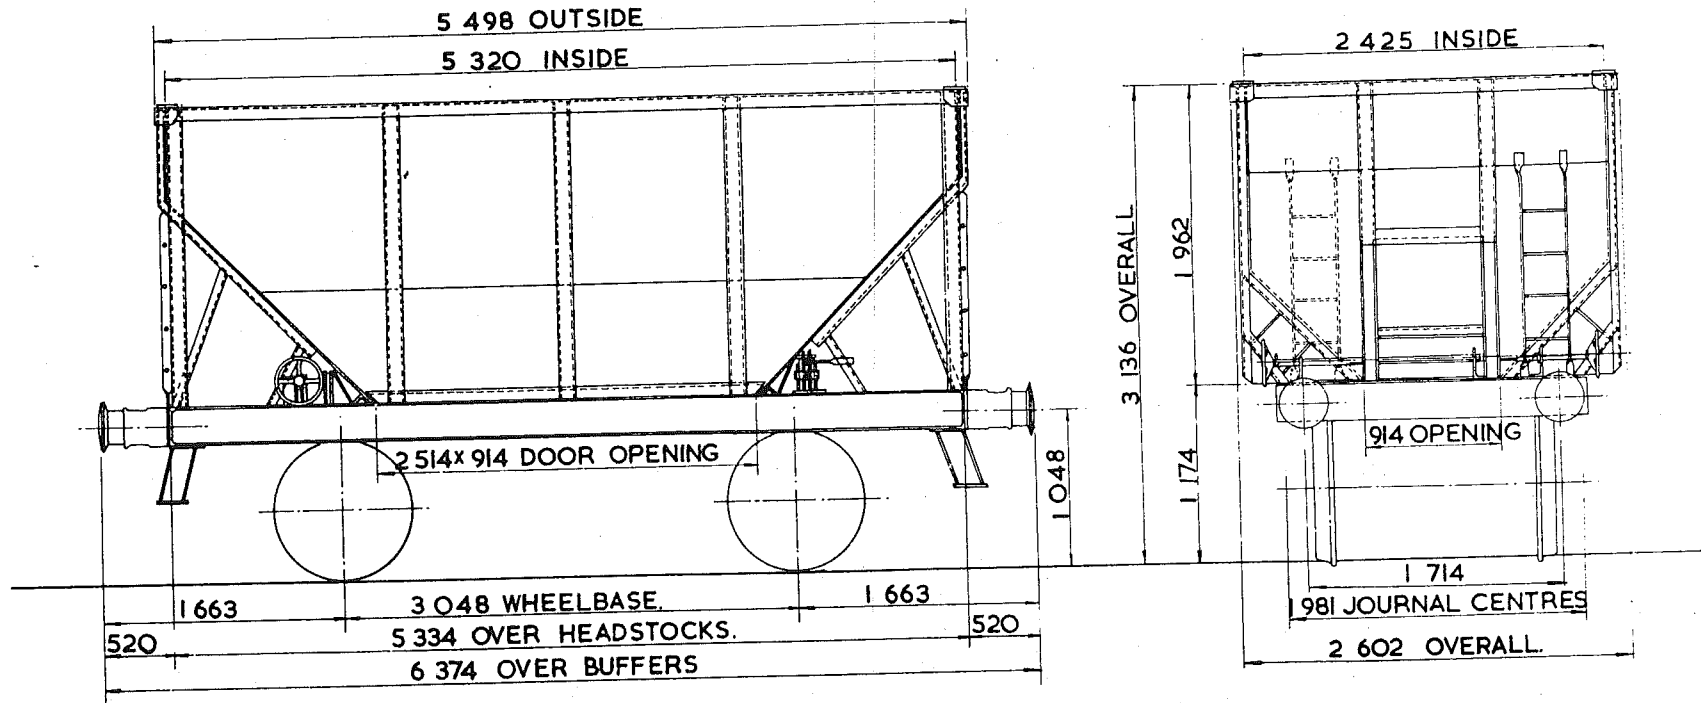 5 498 OUTSIDE
5 320 INSIDE
2 514 x 914 DOOR OPENING
1 048
1 663
3 048 WHEELBASE.
1 663
520
5 334 OVER HEADSTOCKS.
520
6 374 OVER BUFFERS
2 425 INSIDE
3 136 OVERALL
1 962
1 174
914 OPENING
1 714
1 981 JOURNAL CENTRES
2 602 OVERALL.